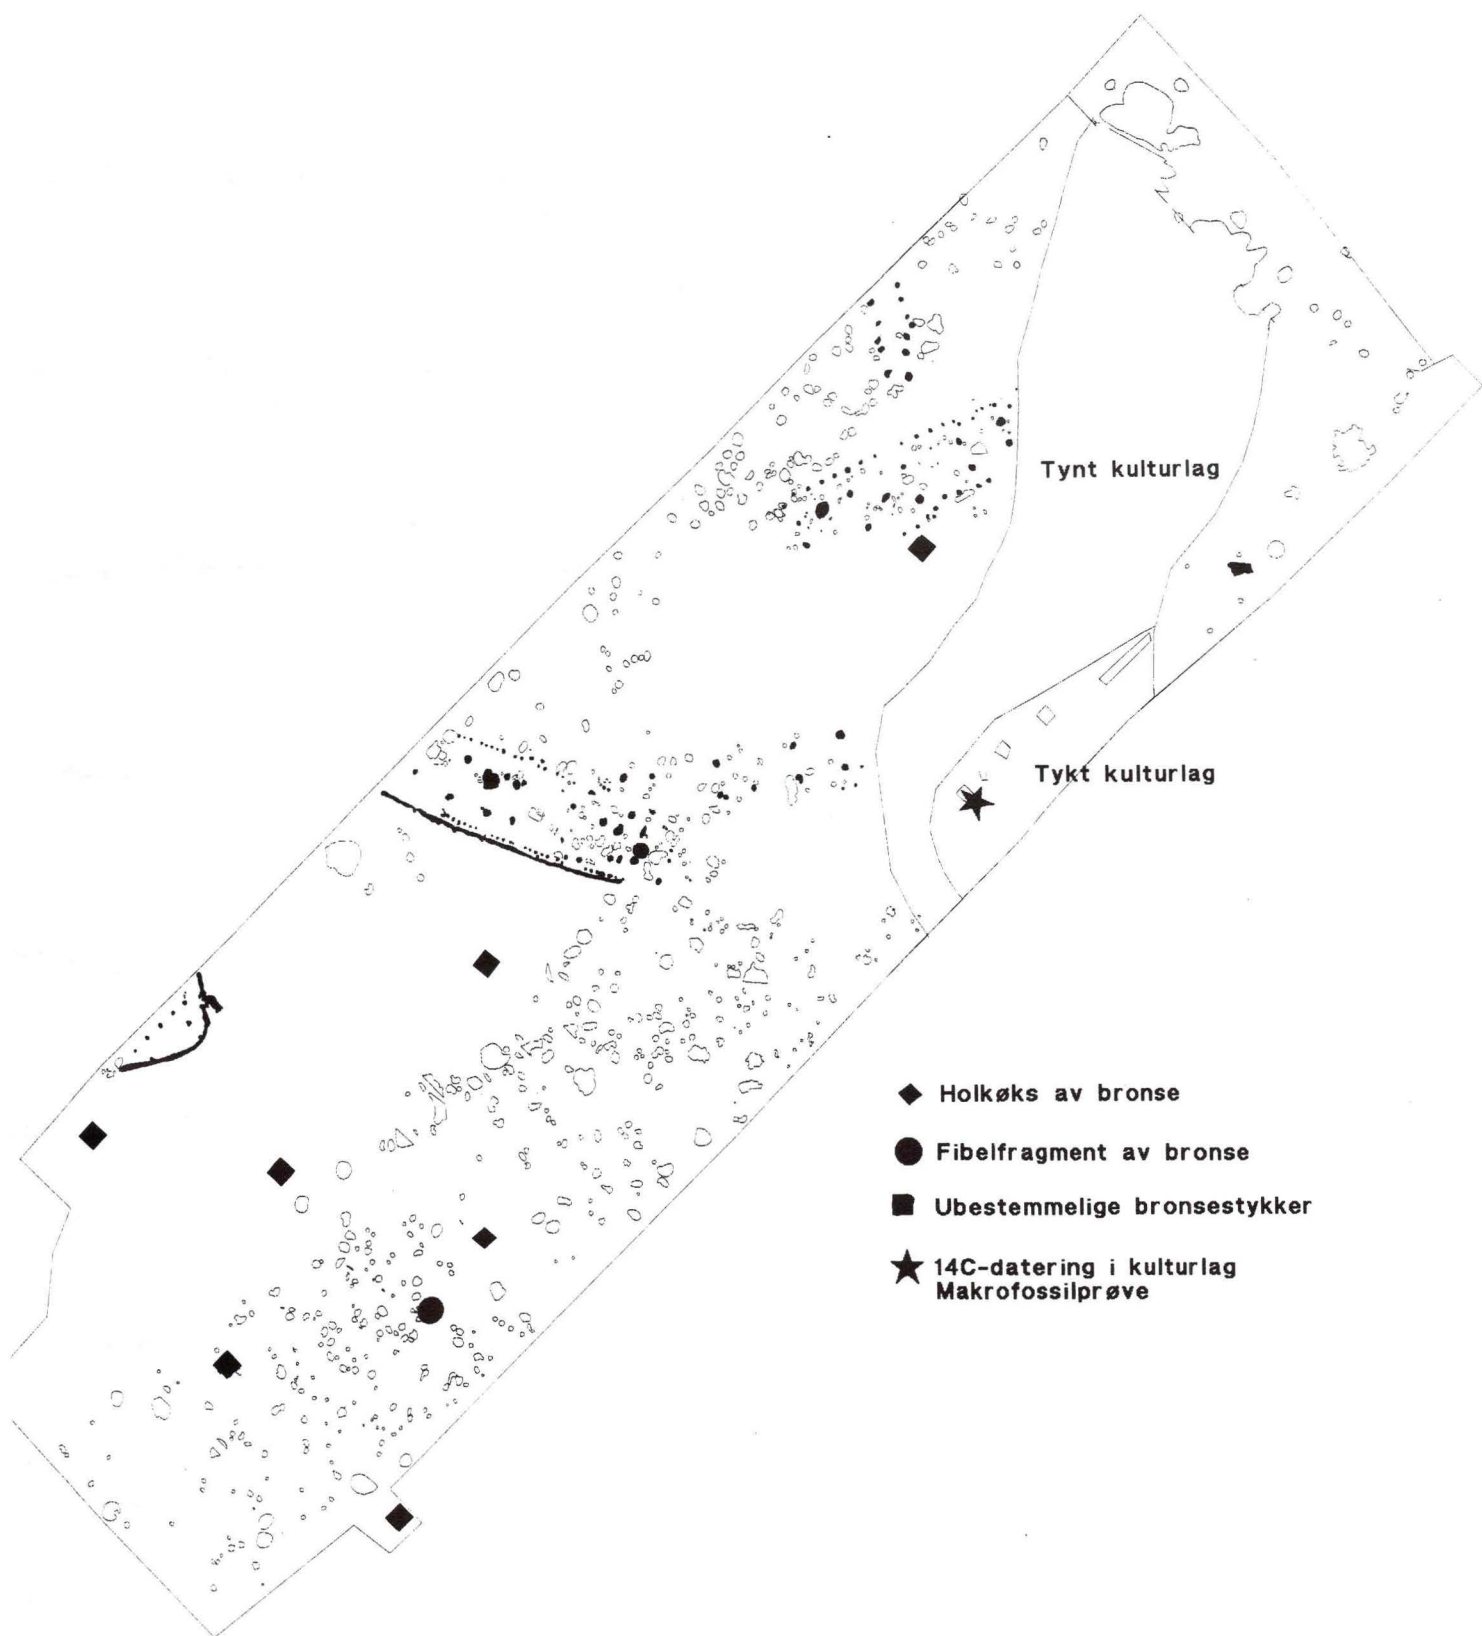 Tynt kulturlag
Tykt kulturlag
Holkøks av bronse
Fibelfragment av bronse
Ubestemmelige bronsestykker
14C-datering i kulturlag
Makrofossilprøve